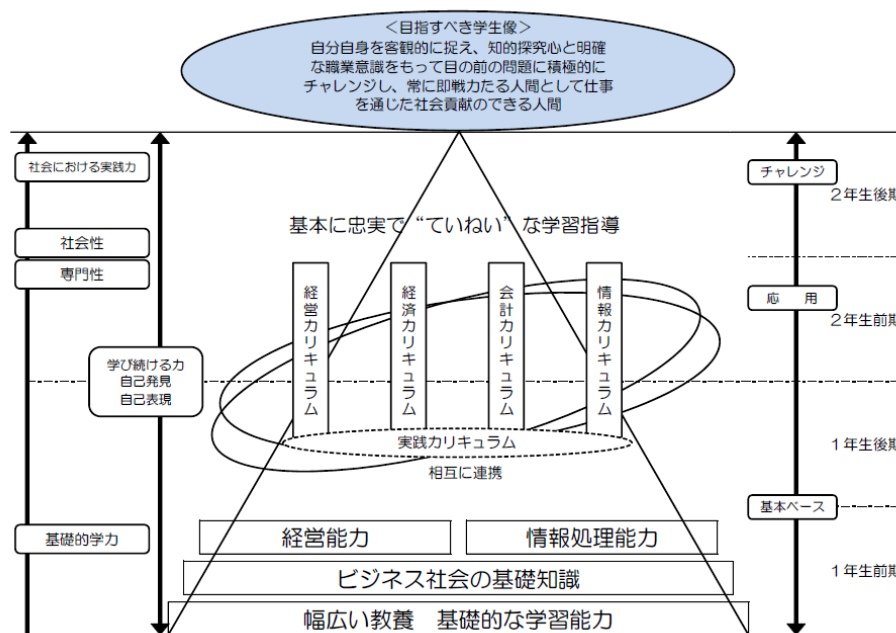 ＜目指すべき学生像＞
自分自身を客観的に捉え、知的探究心と明確
な職業意識をもって目の前の問題に積極的に
チャレンジし、常に即戦力たる人間として仕事
を通じた社会貢献のできる人間
社会における実践力
チャレンジ
2年生後期
基本に忠実で“ていねい”な学習指導
社会性
専門性
経営カリキュラム
経済カリキュラム
会計カリキュラム
情報カリキュラム
応　用
2年生前期
学び続ける力
自己発見
自己表現
実践カリキュラム
相互に連携
1年生後期
基本ベース
基礎的学力
経営能力
情報処理能力
ビジネス社会の基礎知識
1年生前期
幅広い教養　基礎的な学習能力